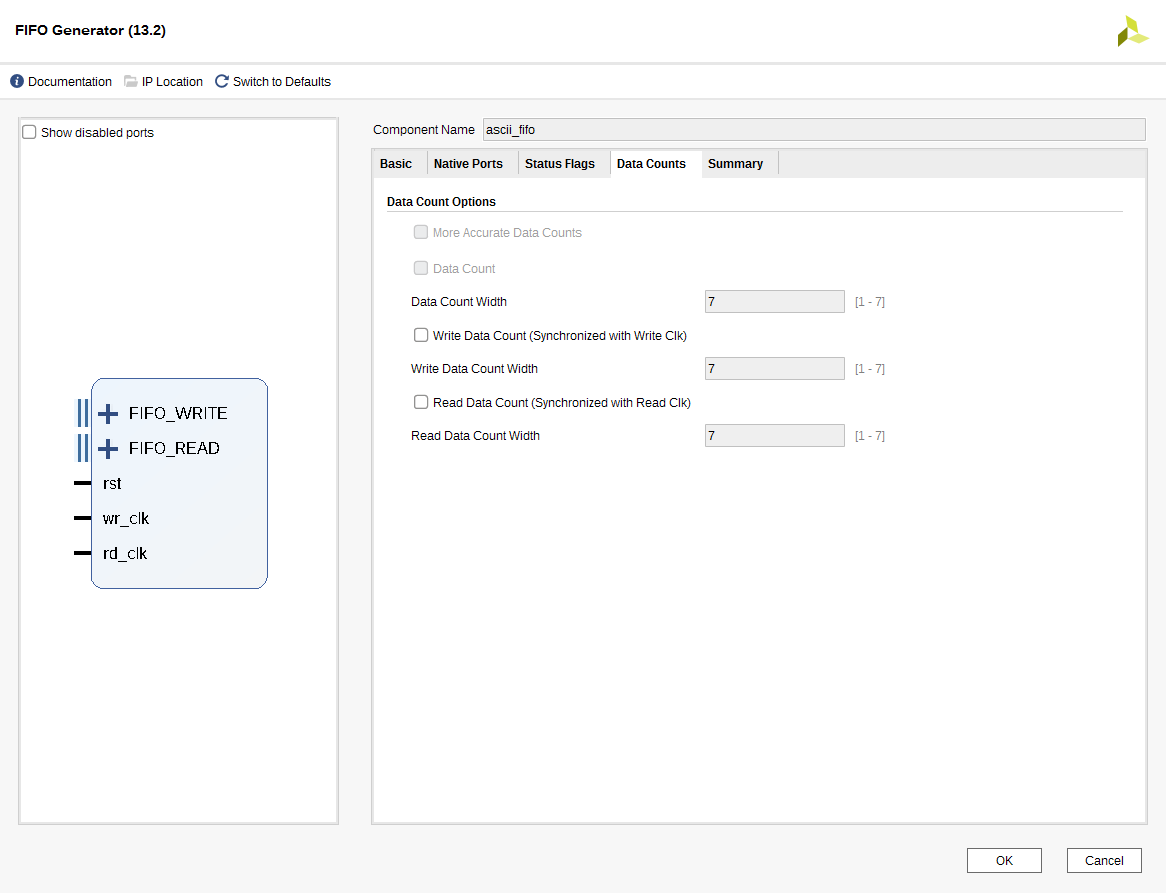 FIFO Generator (13.2)
Documentation IP Location Switch to Defaults
Show disabled ports
FIFO_WRITE
FIFO_READ
rst
wr_clk
rd_clk
Component Name ascii_fifo
Basic Native Ports Status Flags Data Counts Summary
Data Count Options
More Accurate Data Counts
Data Count
Data Count Width 7 [1 - 7]
Write Data Count (Synchronized with Write Clk)
Write Data Count Width 7 [1 - 7]
Read Data Count (Synchronized with Read Clk)
Read Data Count Width 7 [1 - 7]
OK Cancel